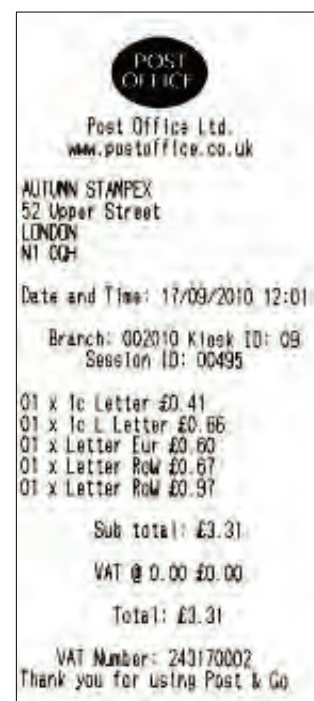 POST
OFFICE
Post Office Ltd.
www.postoffice.co.uk
AUTUMN STAMPEX
52 Upper Street
LONDON
N1 0QH
Date and Time: 17/09/2010 12:01
Branch: 002010 Kiosk ID: 09
Session ID: 00495
01 x 1c Letter £0.41
01 x 1c L Letter £0.66
01 x Letter Eur £0.60
01 x Letter RoW £0.67
01 x Letter RoW £0.97
Sub total: £3.31
VAT @ 0.00 £0.00
Total: £3.31
VAT Number: 243170002
Thank you for using Post & Go